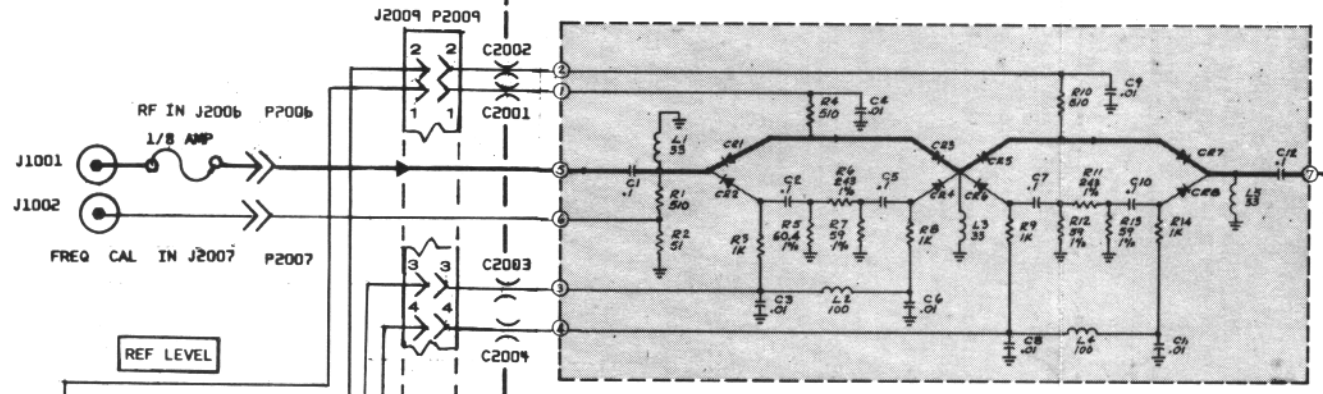 J2009 P2009
2 2
C2002
2
1
1 1
C2001
RF IN J2006 P2006
1/8 AMP
J1001
J1002
FREQ CAL IN J2007 P2007
3 3
C2003
4 4
C2004
REF LEVEL
5
6
3
4
7
C1
.1
L1
33
R1
510
R2
51
CR1
CR2
R3
1K
C2
.1
R4
510
C4
.01
R5
60.4
1%
R6
243
1%
R7
59
1%
C5
.1
R8
1K
CR3
CR4
CR5
CR6
L3
33
C3
.01
L2
100
C6
.01
R9
1K
C7
.1
R10
510
C9
.01
R11
243
1%
R12
59
1%
R13
59
1%
C10
.1
R14
1K
CR7
CR8
C8
.01
L4
100
C11
.01
33
C12
.1